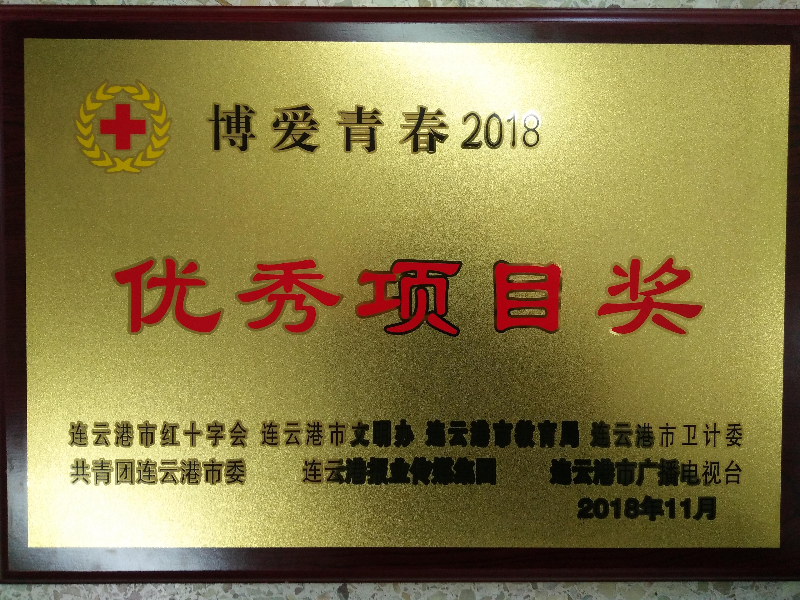 博爱青春2018
优秀项目奖
连云港市红十字会 连云港市文明办 连云港市教育局 连云港市卫计委
共青团连云港市委 连云港报业传媒集团 连云港市广播电视台
2018年11月